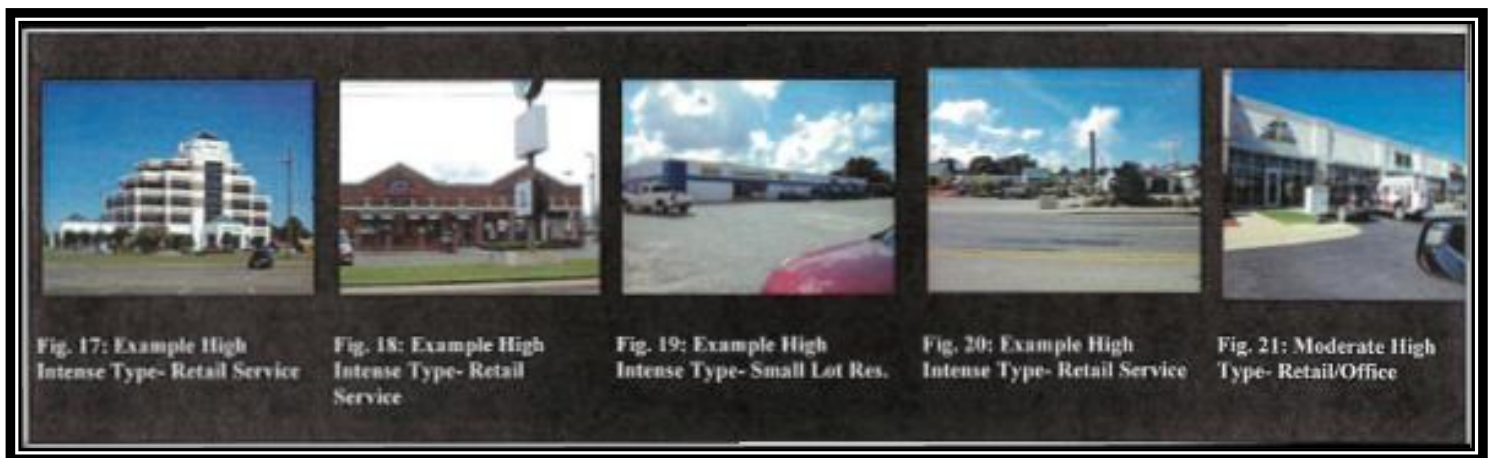 Fig. 17: Example High
Intense Type- Retail Service
Fig. 18: Example High
Intense Type- Retail
Service
Fig. 19: Example High
Intense Type- Small Lot Res.
Fig. 20: Example High
Intense Type- Retail Service
Fig. 21: Moderate High
Type- Retail/Office